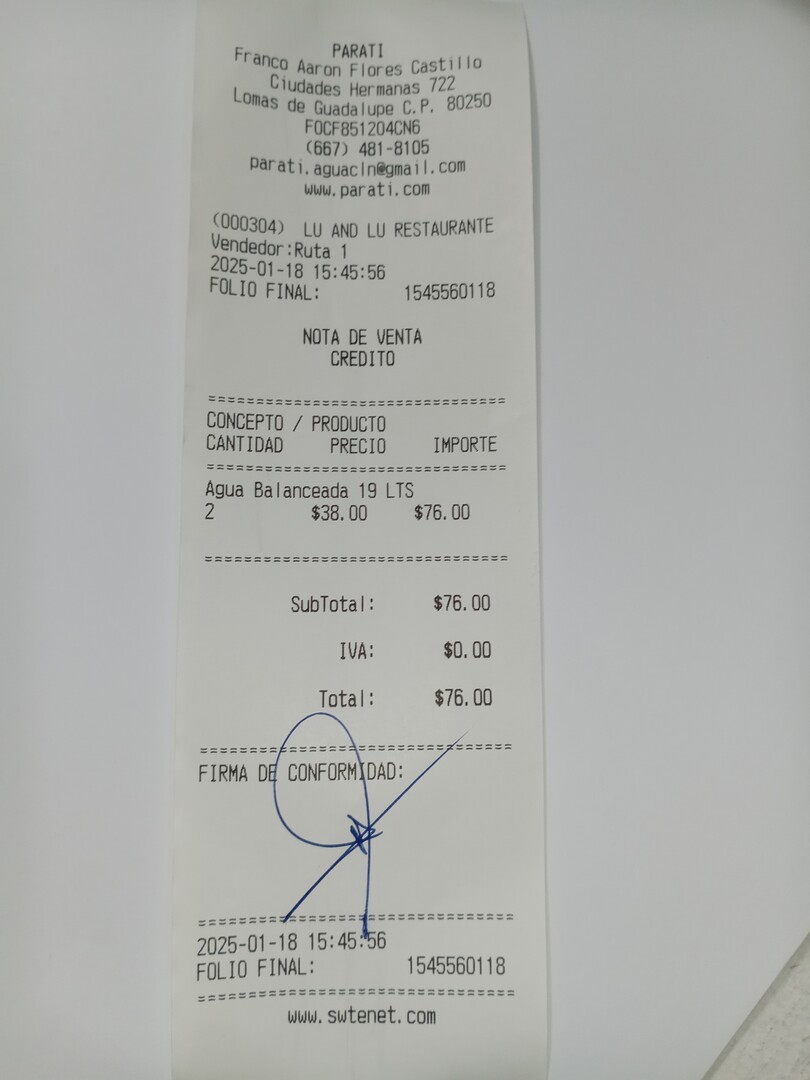 PARATI
Franco Aaron Flores Castillo
Ciudades Hermanas 722
Lomas de Guadalupe C.P. 80250
FOCF851204CN6
(667) 481-8105
parati.aguacln@gmail.com
www.parati.com
(000304) LU AND LU RESTAURANTE
Vendedor:Ruta 1
2025-01-18 15:45:56
FOLIO FINAL: 1545560118
NOTA DE VENTA
CREDITO
=================================
CONCEPTO / PRODUCTO
CANTIDAD PRECIO IMPORTE
=================================
Agua Balanceada 19 LTS
2 $38.00 $76.00
=================================
SubTotal: $76.00
IVA: $0.00
Total: $76.00
=================================
FIRMA DE CONFORMIDAD:
=================================
2025-01-18 15:45:56
FOLIO FINAL: 1545560118
=================================
www.swtenet.com